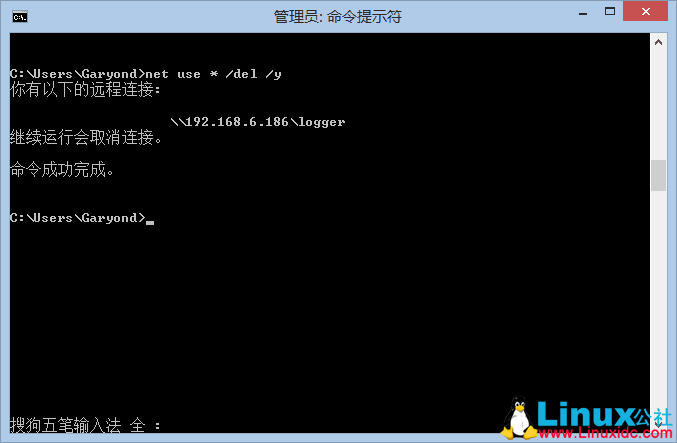 管理员: 命令提示符
C:\Users\Garyond>net use * /del /y
你有以下的远程连接:
\\192.168.6.186\logger
继续运行会取消连接。
命令成功完成。
C:\Users\Garyond>
搜狗五笔输入法 全 :
Linux公社
www.Linuxidc.com